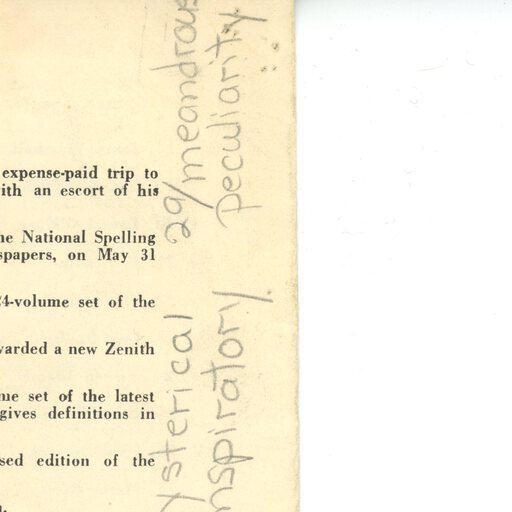 expense-paid trip to
ith an escort of his
he National Spelling
spapers, on May 31
4-volume set of the
warded a new Zenith
me set of the latest
gives definitions in
sed edition of the
ysterical 29/meandrous
nspiratory. peculiarity